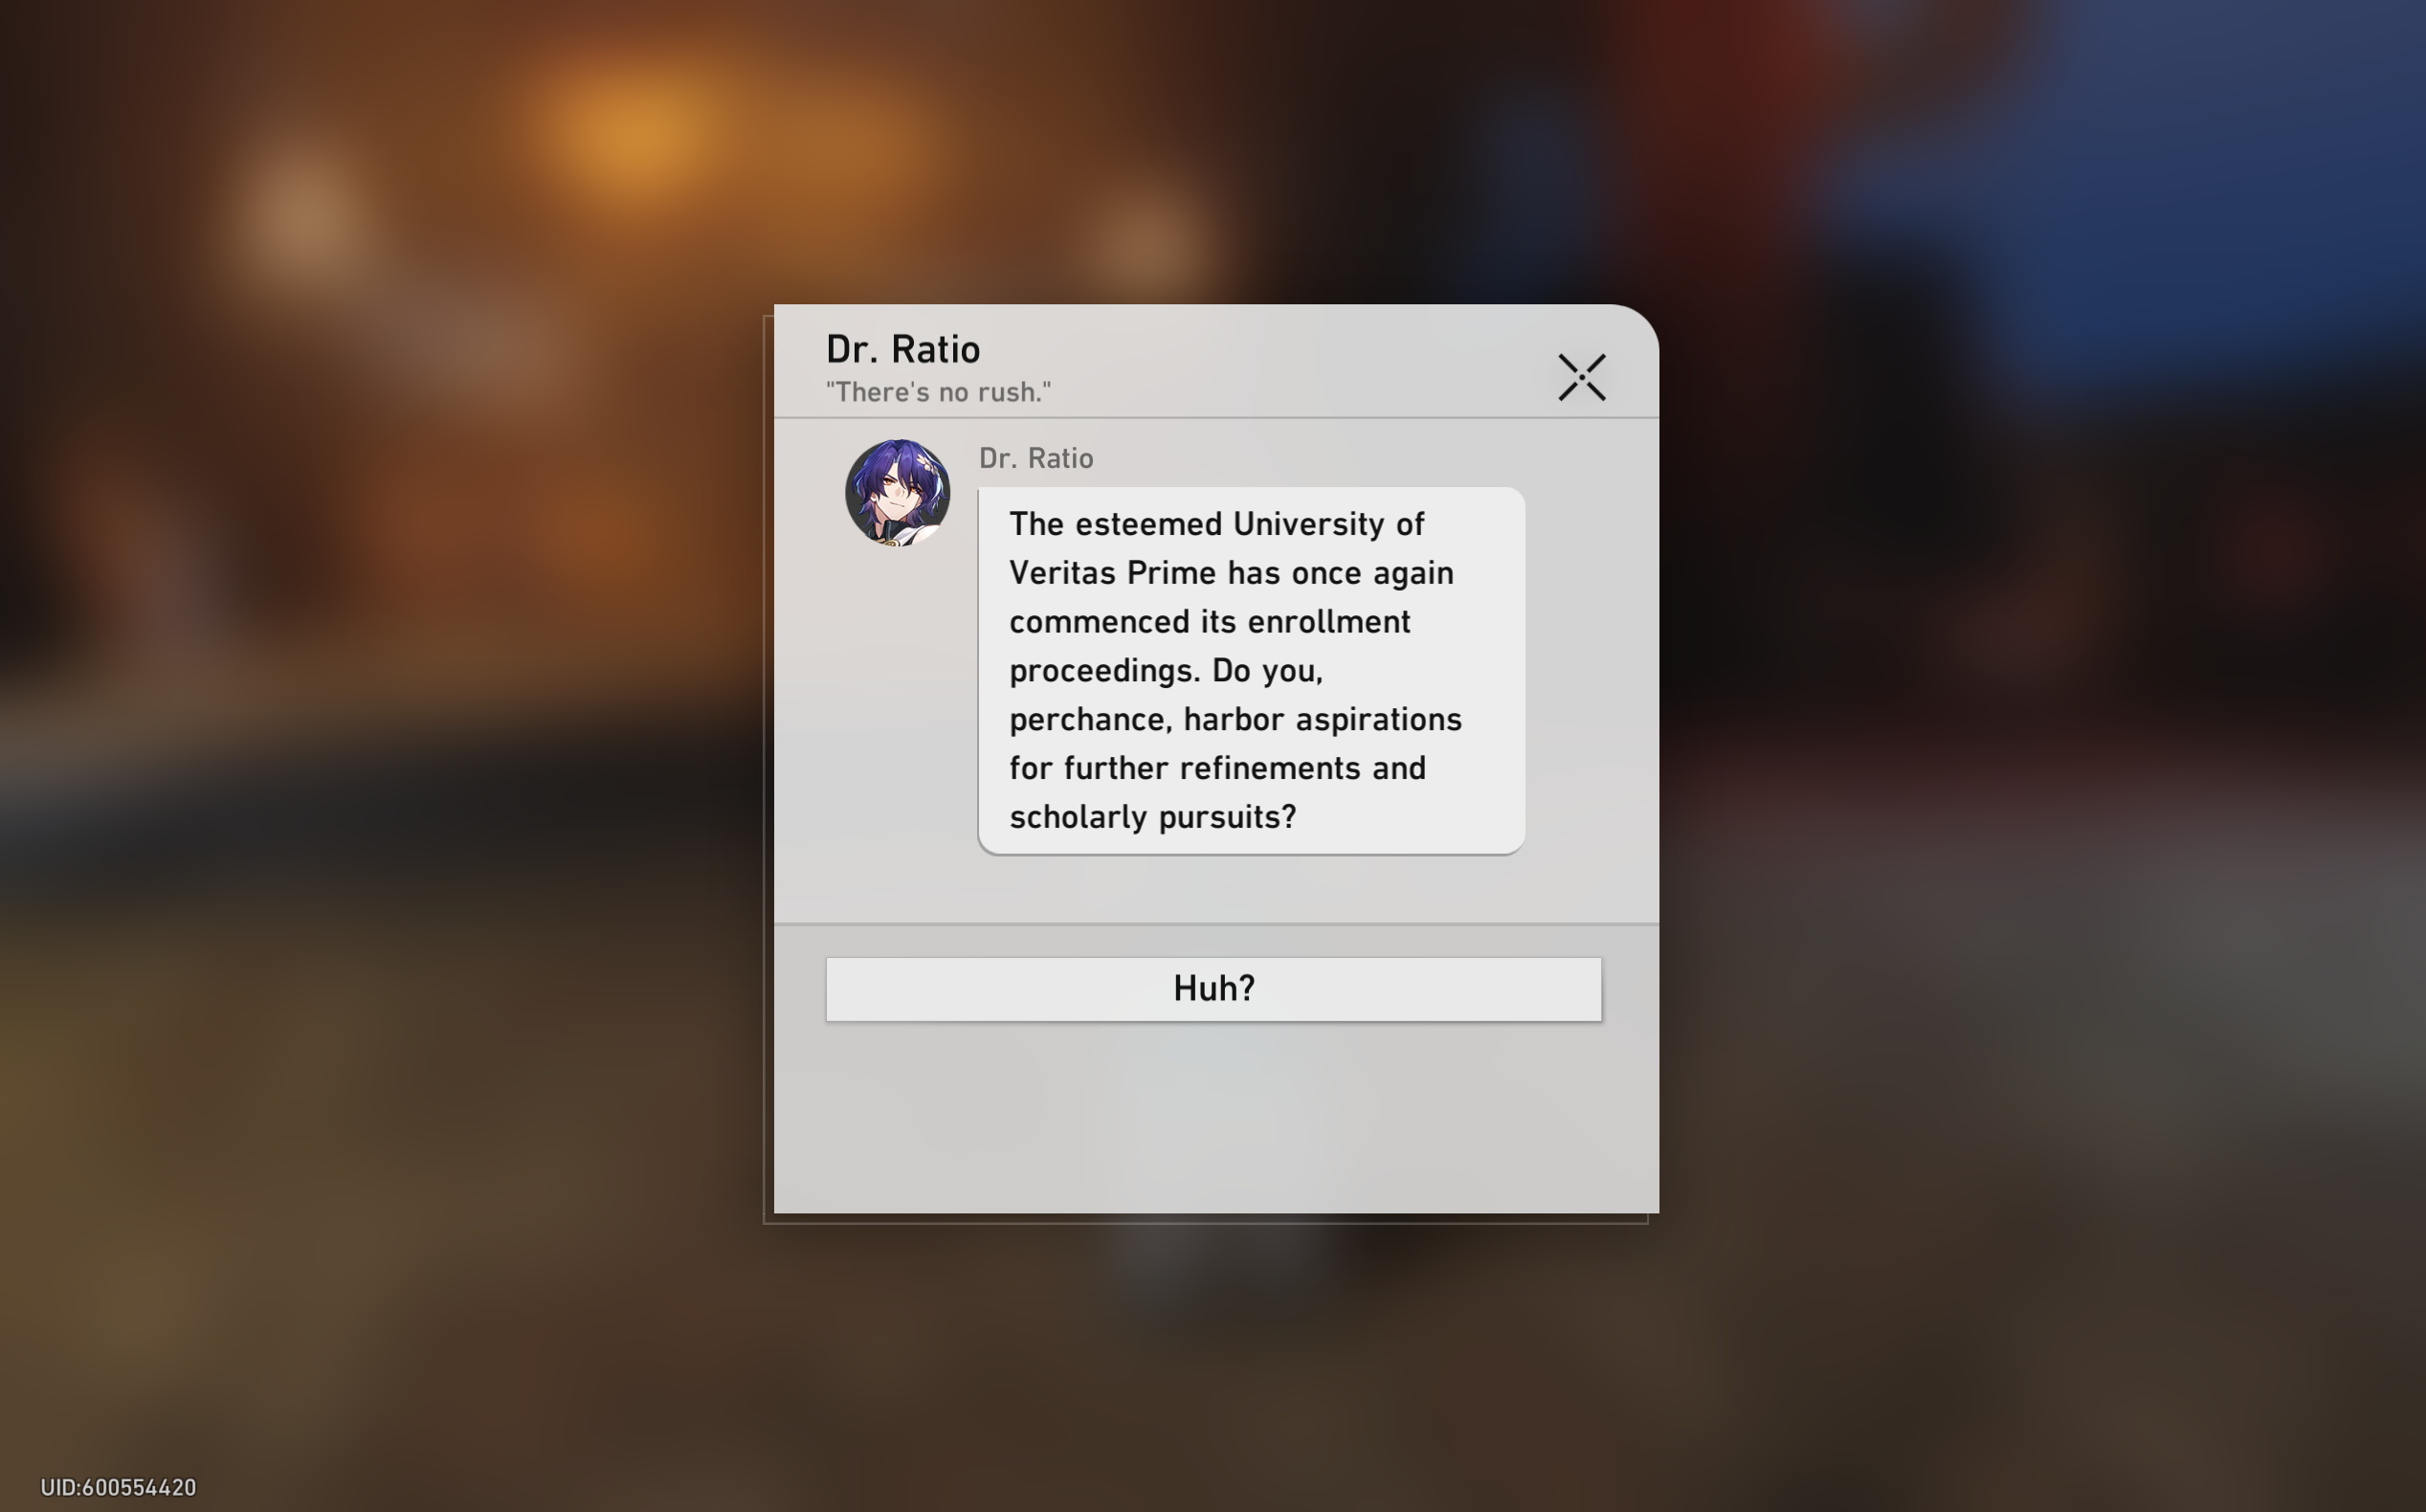 Dr. Ratio
"There's no rush."
Dr. Ratio
The esteemed University of
Veritas Prime has once again
commenced its enrollment
proceedings. Do you,
perchance, harbor aspirations
for further refinements and
scholarly pursuits?
Huh?
UID:600554420